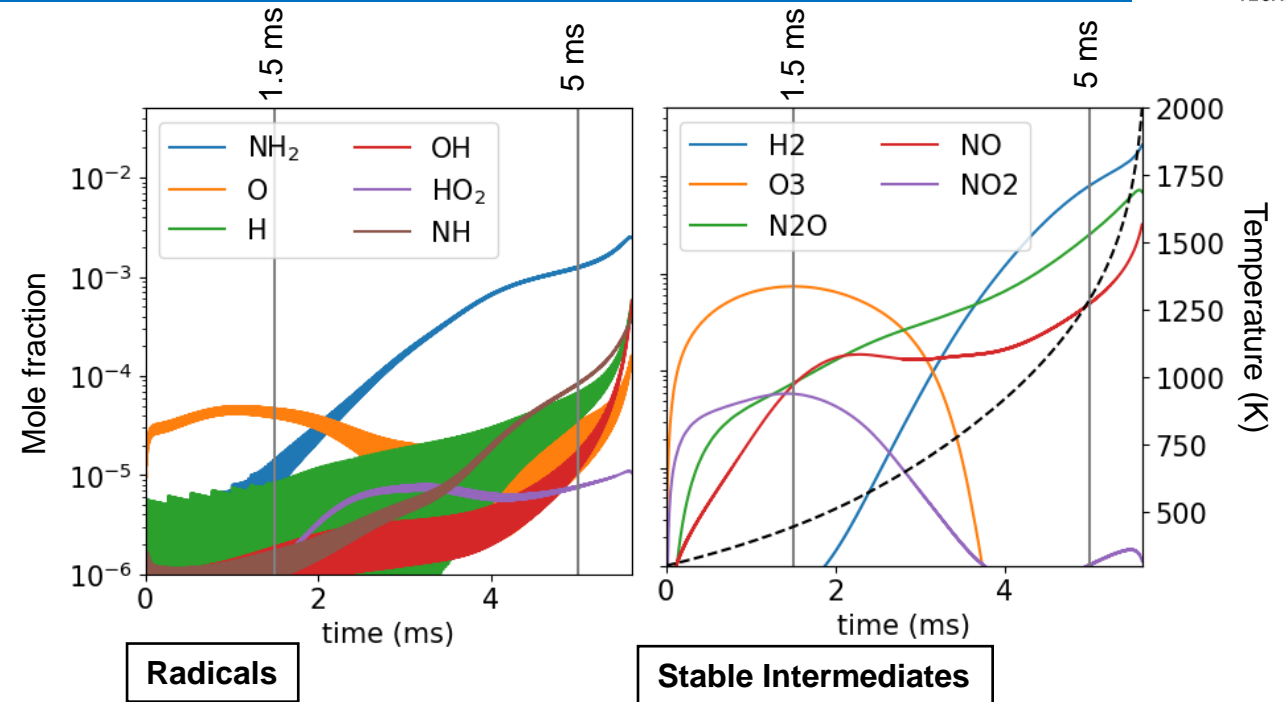 1.5 ms
5 ms
1.5 ms
5 ms
NH₂
O
H
OH
HO₂
NH
10⁻²
10⁻³
10⁻⁴
10⁻⁵
10⁻⁶
Mole fraction
0 2 4
time (ms)
Radicals
H2
O3
N2O
NO
NO2
2000
1750
1500
1250
1000
750
500
Temperature (K)
0 2 4
time (ms)
Stable Intermediates